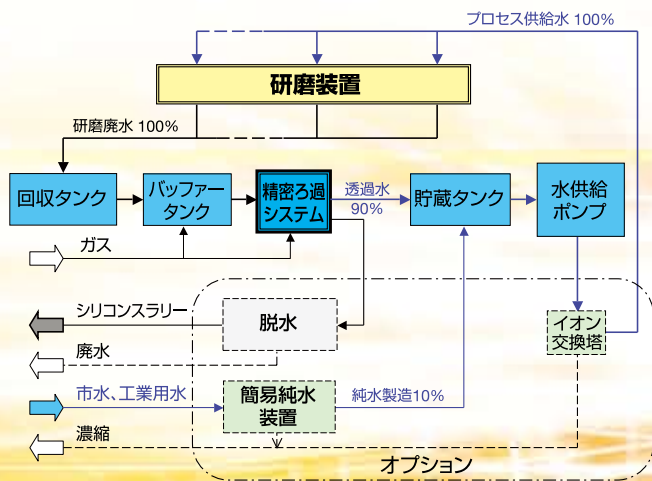 プロセス供給水 100%
研磨装置
研磨廃水 100%
回収タンク
バッファー
タンク
精密ろ過
システム
透過水
90%
貯蔵タンク
水供給
ポンプ
ガス
シリコンスラリー
脱水
イオン
交換塔
廃水
市水、工業用水
簡易純水
装置
純水製造10%
濃縮
オプション